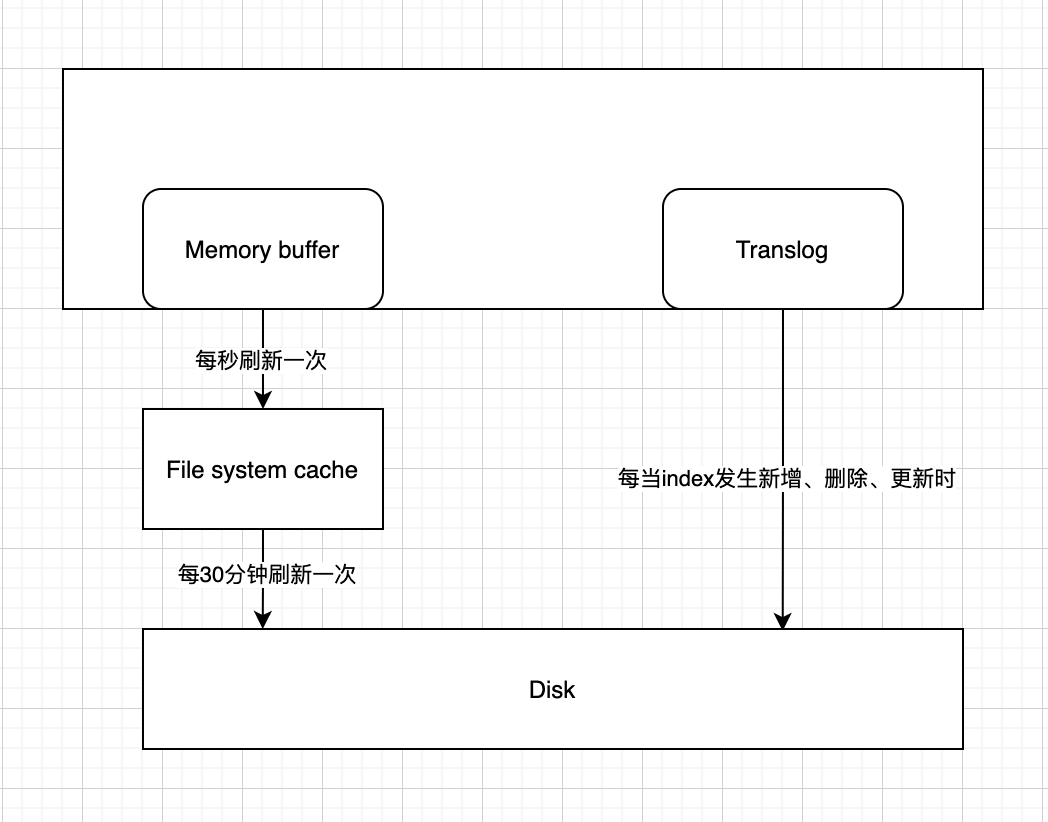 Memory buffer
Translog
每秒刷新一次
File system cache
每当index发生新增、删除、更新时
每30分钟刷新一次
Disk